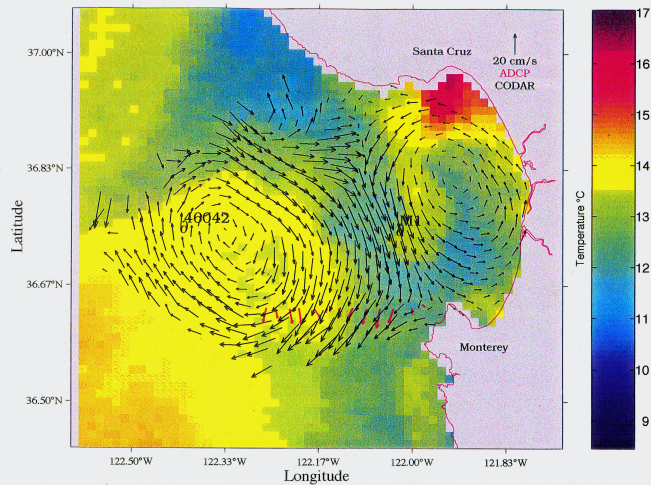 37.00°N
36.83°N
36.67°N
36.50°N
Latitude
122.50°W
122.33°W
122.17°W
122.00°W
121.83°W
Longitude
Santa Cruz
20 cm/s
ADCP
CODAR
46042
M1
Monterey
17
16
15
14
13
12
11
10
9
Temperature °C